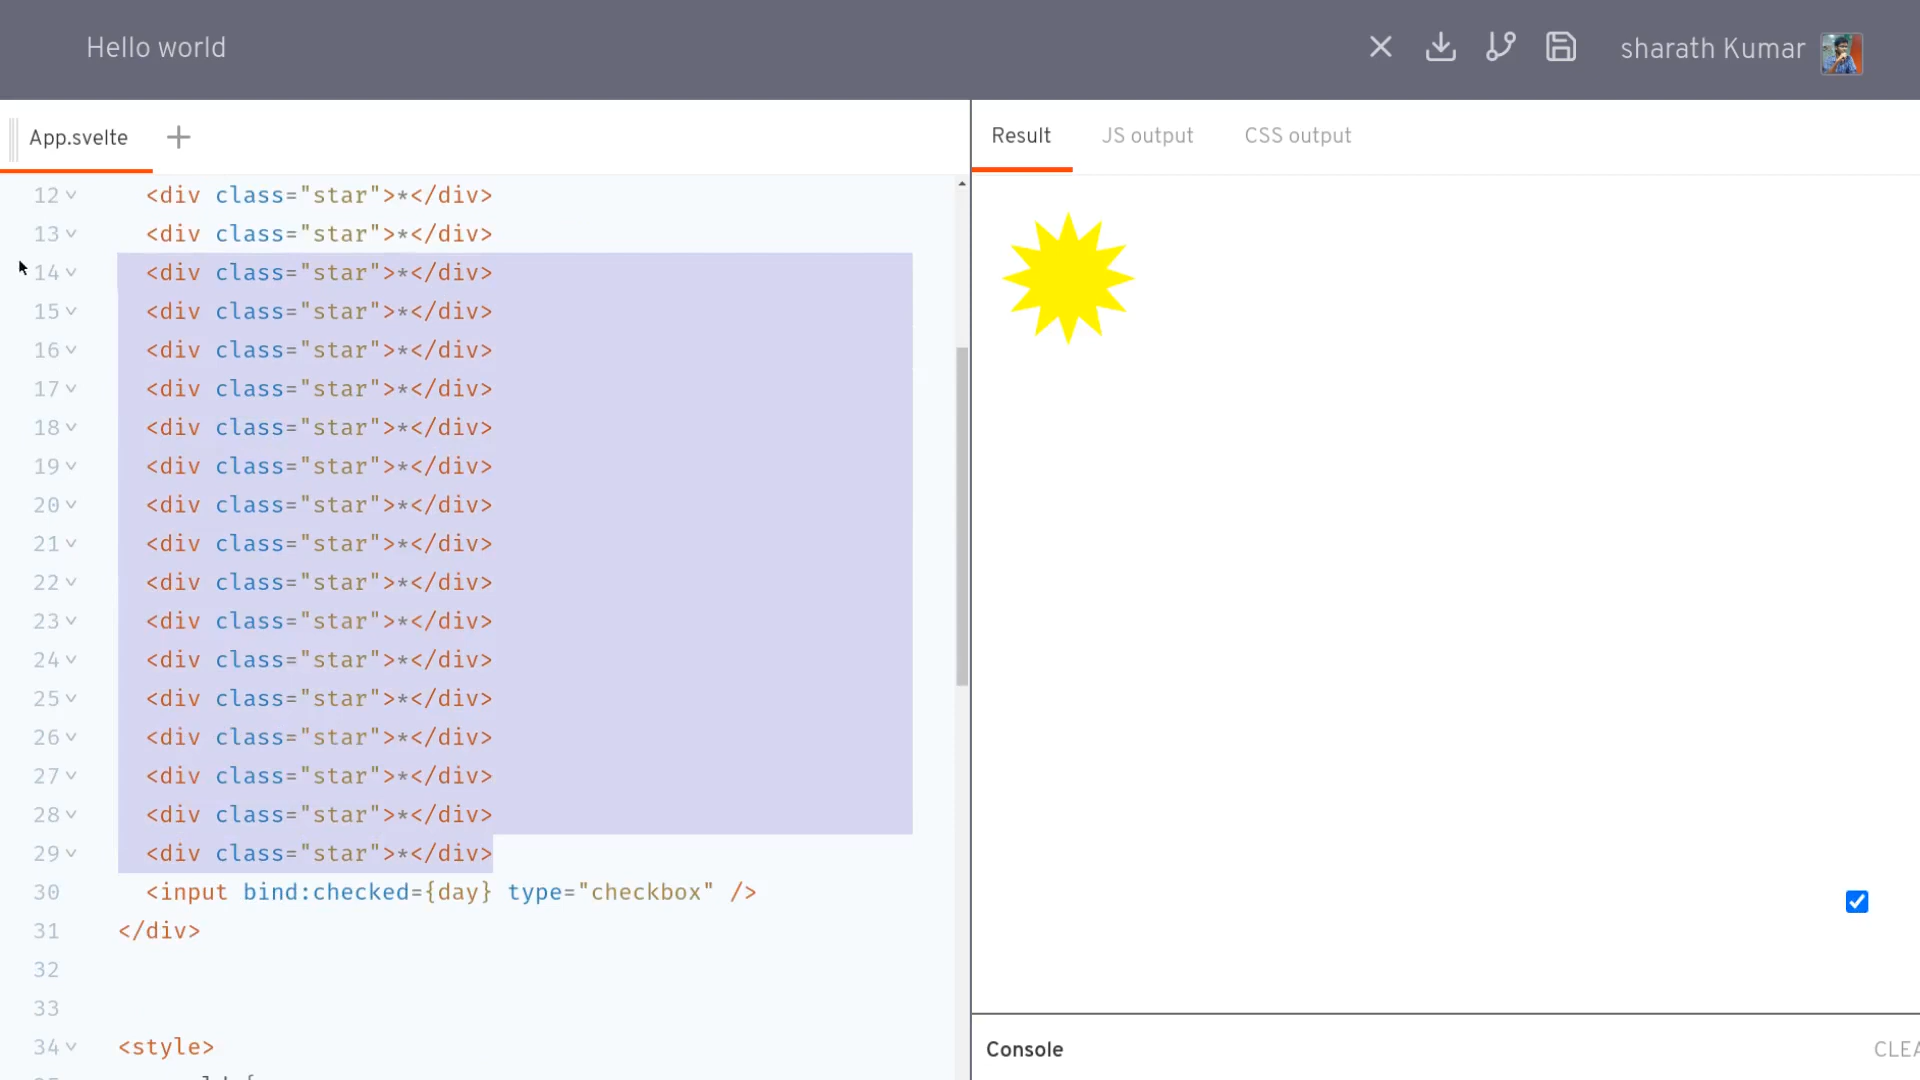 Hello world
sharath Kumar
App.svelte
Result
JS output
CSS output
12 <div class="star">*</div>
13 <div class="star">*</div>
14 <div class="star">*</div>
15 <div class="star">*</div>
16 <div class="star">*</div>
17 <div class="star">*</div>
18 <div class="star">*</div>
19 <div class="star">*</div>
20 <div class="star">*</div>
21 <div class="star">*</div>
22 <div class="star">*</div>
23 <div class="star">*</div>
24 <div class="star">*</div>
25 <div class="star">*</div>
26 <div class="star">*</div>
27 <div class="star">*</div>
28 <div class="star">*</div>
29 <div class="star">*</div>
30 <input bind:checked={day} type="checkbox" />
31 </div>
32
33
34 <style>
Console
CLEA